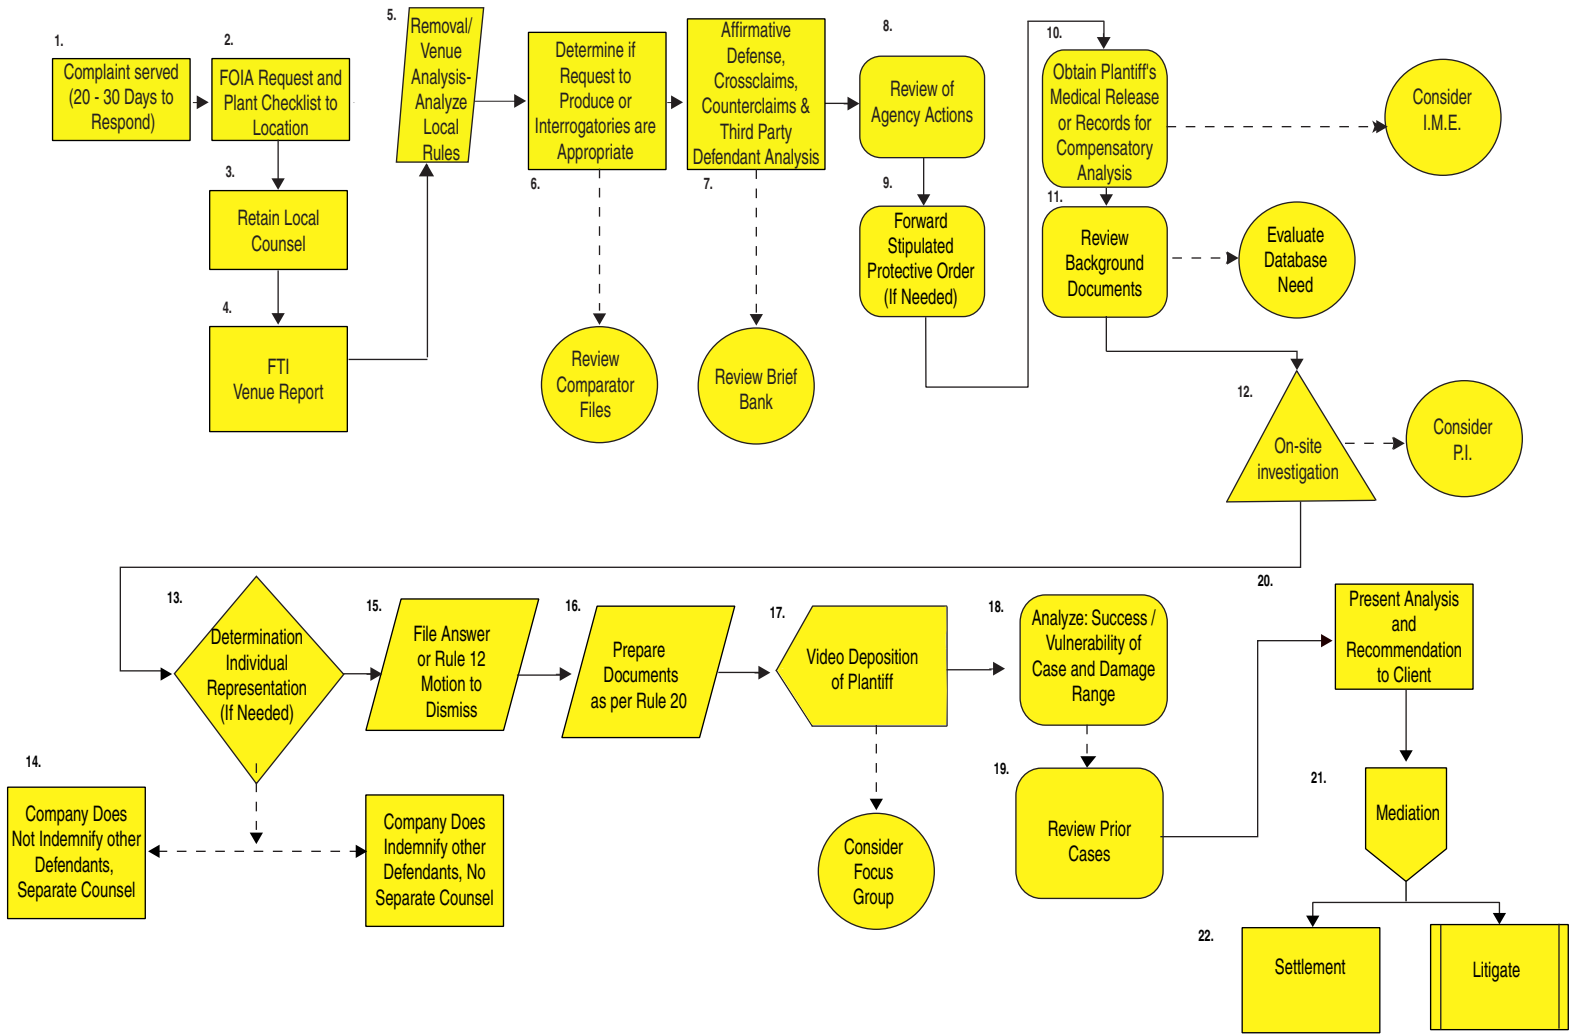 1.
Complaint served
(20 - 30 Days to
Respond)
2.
FOIA Request and
Plant Checklist to
Location
3.
Retain Local
Counsel
4.
FTI
Venue Report
5.
Removal/
Venue
Analysis-
Analyze
Local
Rules
Determine if
Request to
Produce or
Interrogatories are
Appropriate
6.
Review
Comparator
Files
Affirmative
Defense,
Crossclaims,
Counterclaims &
Third Party
Defendant Analysis
7.
Review Brief
Bank
8.
Review of
Agency Actions
9.
Forward
Stipulated
Protective Order
(If Needed)
10.
Obtain Plantiff's
Medical Release
or Records for
Compensatory
Analysis
Consider
I.M.E.
11.
Review
Background
Documents
Evaluate
Database
Need
12.
On-site
investigation
Consider
P.I.
13.
Determination
Individual
Representation
(If Needed)
14.
Company Does
Not Indemnify other
Defendants,
Separate Counsel
Company Does
Indemnify other
Defendants, No
Separate Counsel
15.
File Answer
or Rule 12
Motion to
Dismiss
16.
Prepare
Documents
as per Rule 20
17.
Video Deposition
of Plantiff
Consider
Focus
Group
18.
Analyze: Success /
Vulnerability of
Case and Damage
Range
19.
Review Prior
Cases
20.
Present Analysis
and
Recommendation
to Client
21.
Mediation
22.
Settlement
Litigate